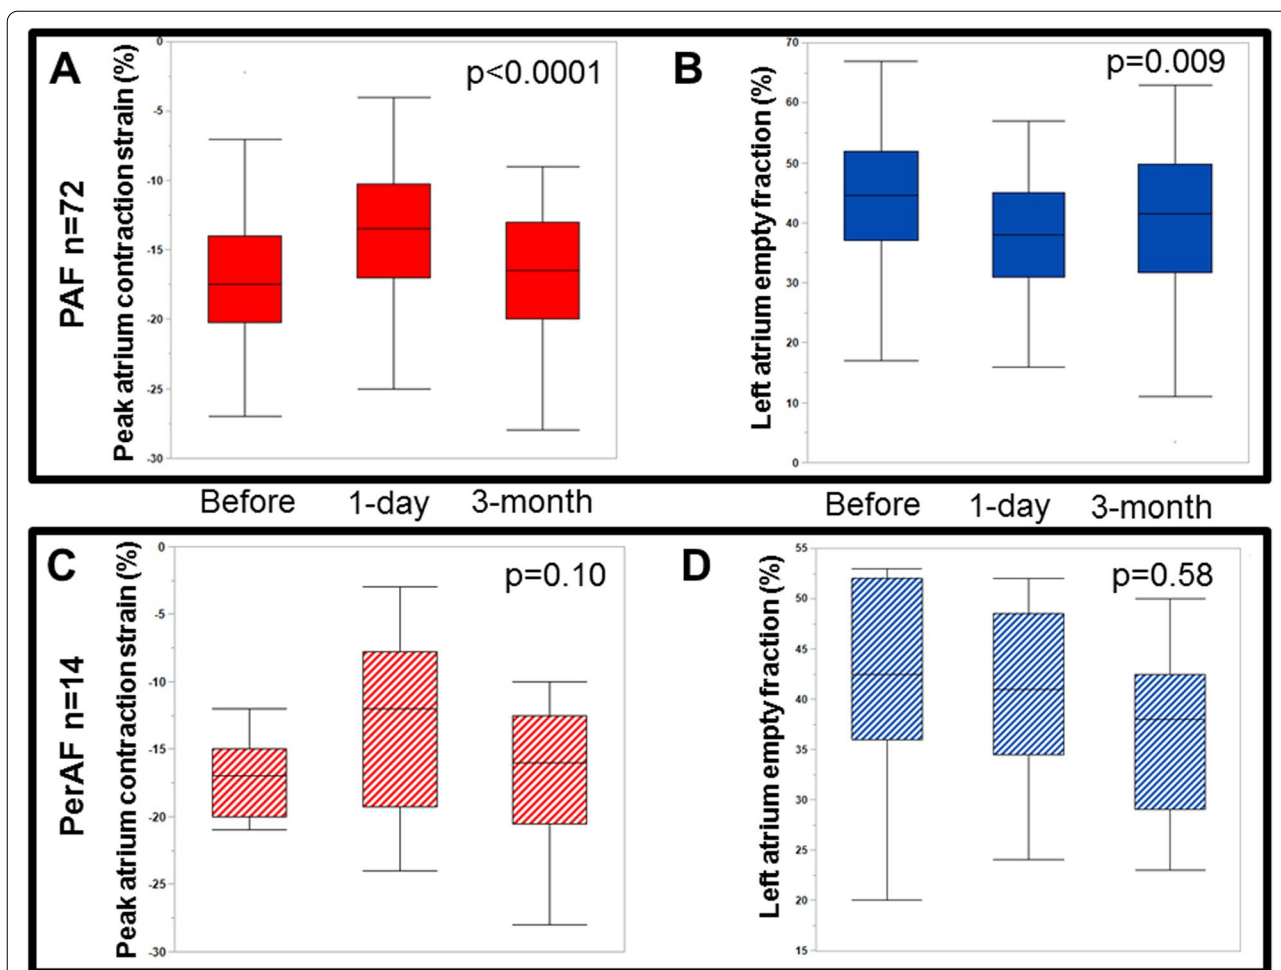 A
Peak atrium contraction strain (%)
0
-5
-10
-15
-20
-25
-30
p<0.0001
B
Left atrium empty fraction (%)
70
60
50
40
30
20
10
0
p=0.009
PAF n=72
Before 1-day 3-month
Before 1-day 3-month
C
Peak atrium contraction strain (%)
0
-5
-10
-15
-20
-25
-30
p=0.10
D
Left atrium empty fraction (%)
55
50
45
40
35
30
25
20
15
p=0.58
PerAF n=14